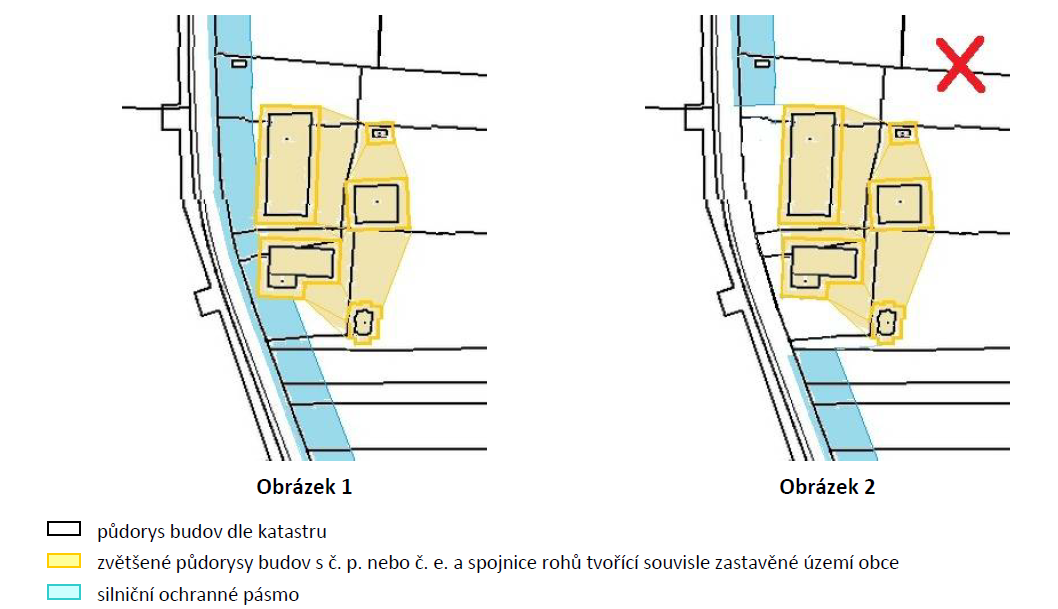 Obrázek 1
Obrázek 2
půdorys budov dle katastru
zvětšené půdorysy budov s č. p. nebo č. e. a spojnice rohů tvořící souvisle zastavěné území obce
silniční ochranné pásmo